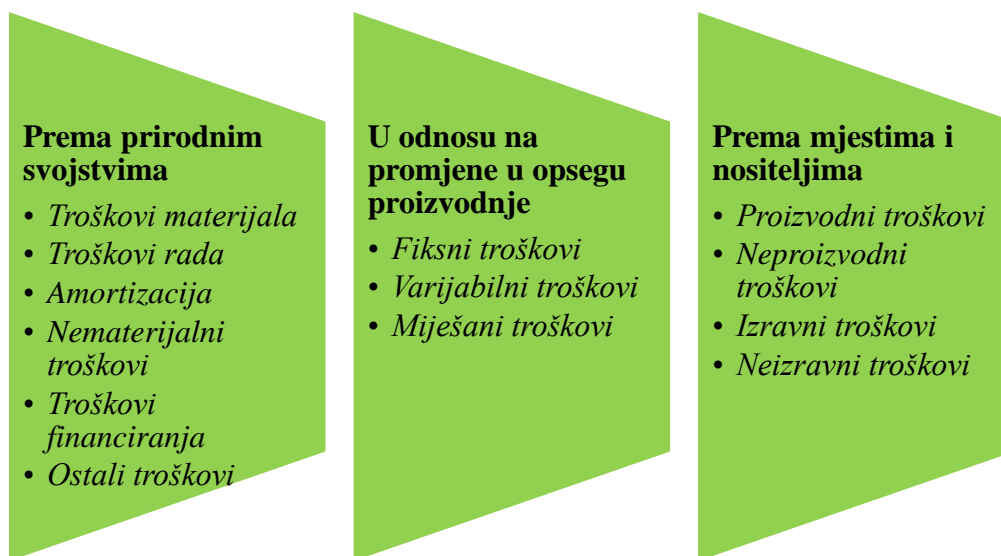 Prema prirodnim
svojstvima
• Troškovi materijala
• Troškovi rada
• Amortizacija
• Nematerijalni
troškovi
• Troškovi
financiranja
• Ostali troškovi
U odnosu na
promjene u opsegu
proizvodnje
• Fiksni troškovi
• Varijabilni troškovi
• Miješani troškovi
Prema mjestima i
nositeljima
• Proizvodni troškovi
• Neproizvodni
troškovi
• Izravni troškovi
• Neizravni troškovi